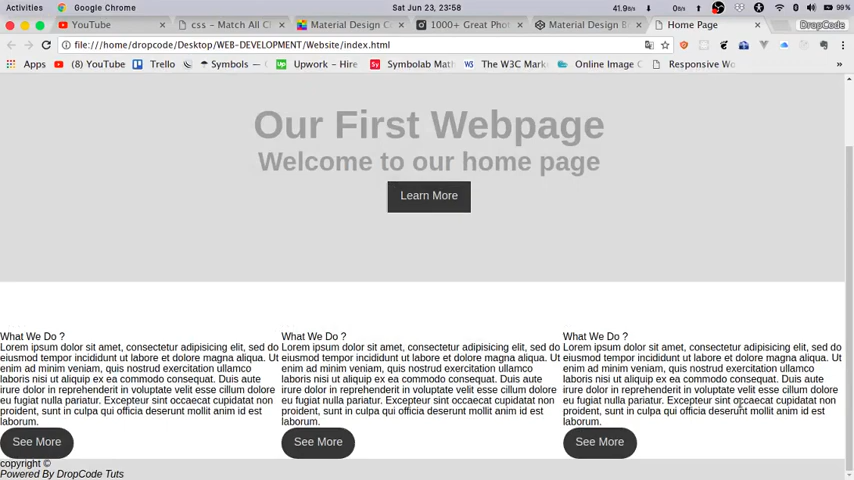 Activities Google Chrome Sat Jun 23, 23:58 41.9ᵏ/s 0ᵏ/s 99%
YouTube css - Match All C Material Design C 1000+ Great Phot Material Design B Home Page DropCode
file:///home/dropcode/Desktop/WEB-DEVELOPMENT/Website/index.html
Apps (8) YouTube Trello Symbols — Upwork - Hire Symbolab Mat The W3C Mark Online Image C Responsive Wo »
Our First Webpage
Welcome to our home page
Learn More
What We Do ?
Lorem ipsum dolor sit amet, consectetur adipisicing elit, sed do
eiusmod tempor incididunt ut labore et dolore magna aliqua. Ut
enim ad minim veniam, quis nostrud exercitation ullamco
laboris nisi ut aliquip ex ea commodo consequat. Duis aute
irure dolor in reprehenderit in voluptate velit esse cillum dolore
eu fugiat nulla pariatur. Excepteur sint occaecat cupidatat non
proident, sunt in culpa qui officia deserunt mollit anim id est
laborum.
See More
What We Do ?
Lorem ipsum dolor sit amet, consectetur adipisicing elit, sed do
eiusmod tempor incididunt ut labore et dolore magna aliqua. Ut
enim ad minim veniam, quis nostrud exercitation ullamco
laboris nisi ut aliquip ex ea commodo consequat. Duis aute
irure dolor in reprehenderit in voluptate velit esse cillum dolore
eu fugiat nulla pariatur. Excepteur sint occaecat cupidatat non
proident, sunt in culpa qui officia deserunt mollit anim id est
laborum.
See More
What We Do ?
Lorem ipsum dolor sit amet, consectetur adipisicing elit, sed do
eiusmod tempor incididunt ut labore et dolore magna aliqua. Ut
enim ad minim veniam, quis nostrud exercitation ullamco
laboris nisi ut aliquip ex ea commodo consequat. Duis aute
irure dolor in reprehenderit in voluptate velit esse cillum dolore
eu fugiat nulla pariatur. Excepteur sint occaecat cupidatat non
proident, sunt in culpa qui officia deserunt mollit anim id est
laborum.
See More
copyright ©
Powered By DropCode Tuts